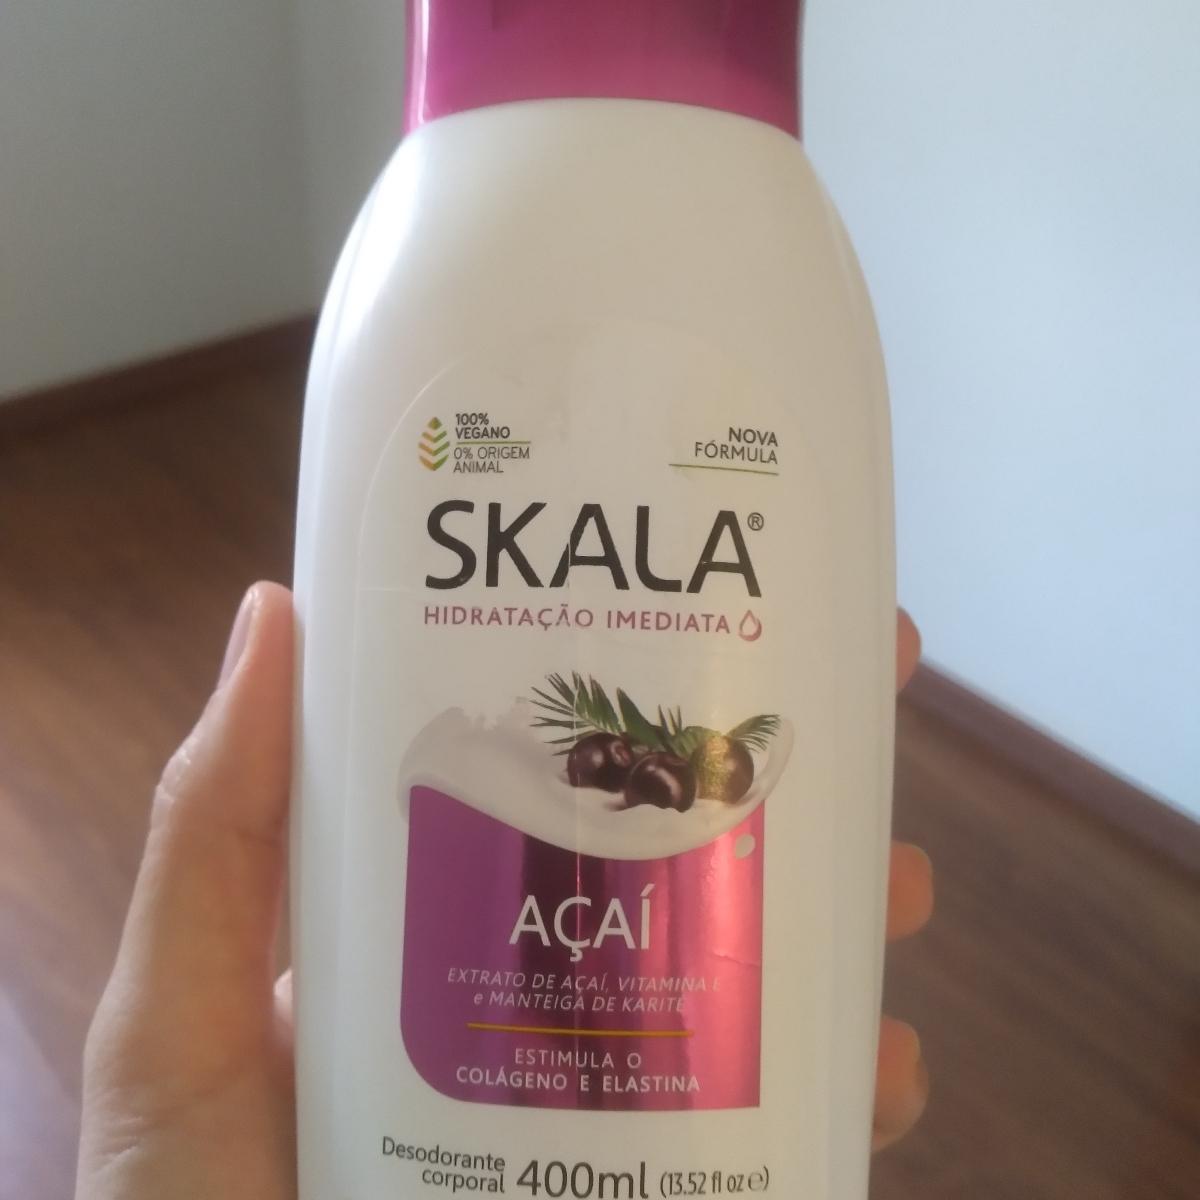 100%
VEGANO
0% ORIGEM
ANIMAL
NOVA
FÓRMULA
SKALA®
HIDRATAÇÃO IMEDIATA
AÇAÍ
EXTRATO DE AÇAÍ, VITAMINA E
e MANTEIGA DE KARITÉ
ESTIMULA O
COLÁGENO E ELASTINA
Desodorante
corporal 400ml (13.52 fl oz ℮)